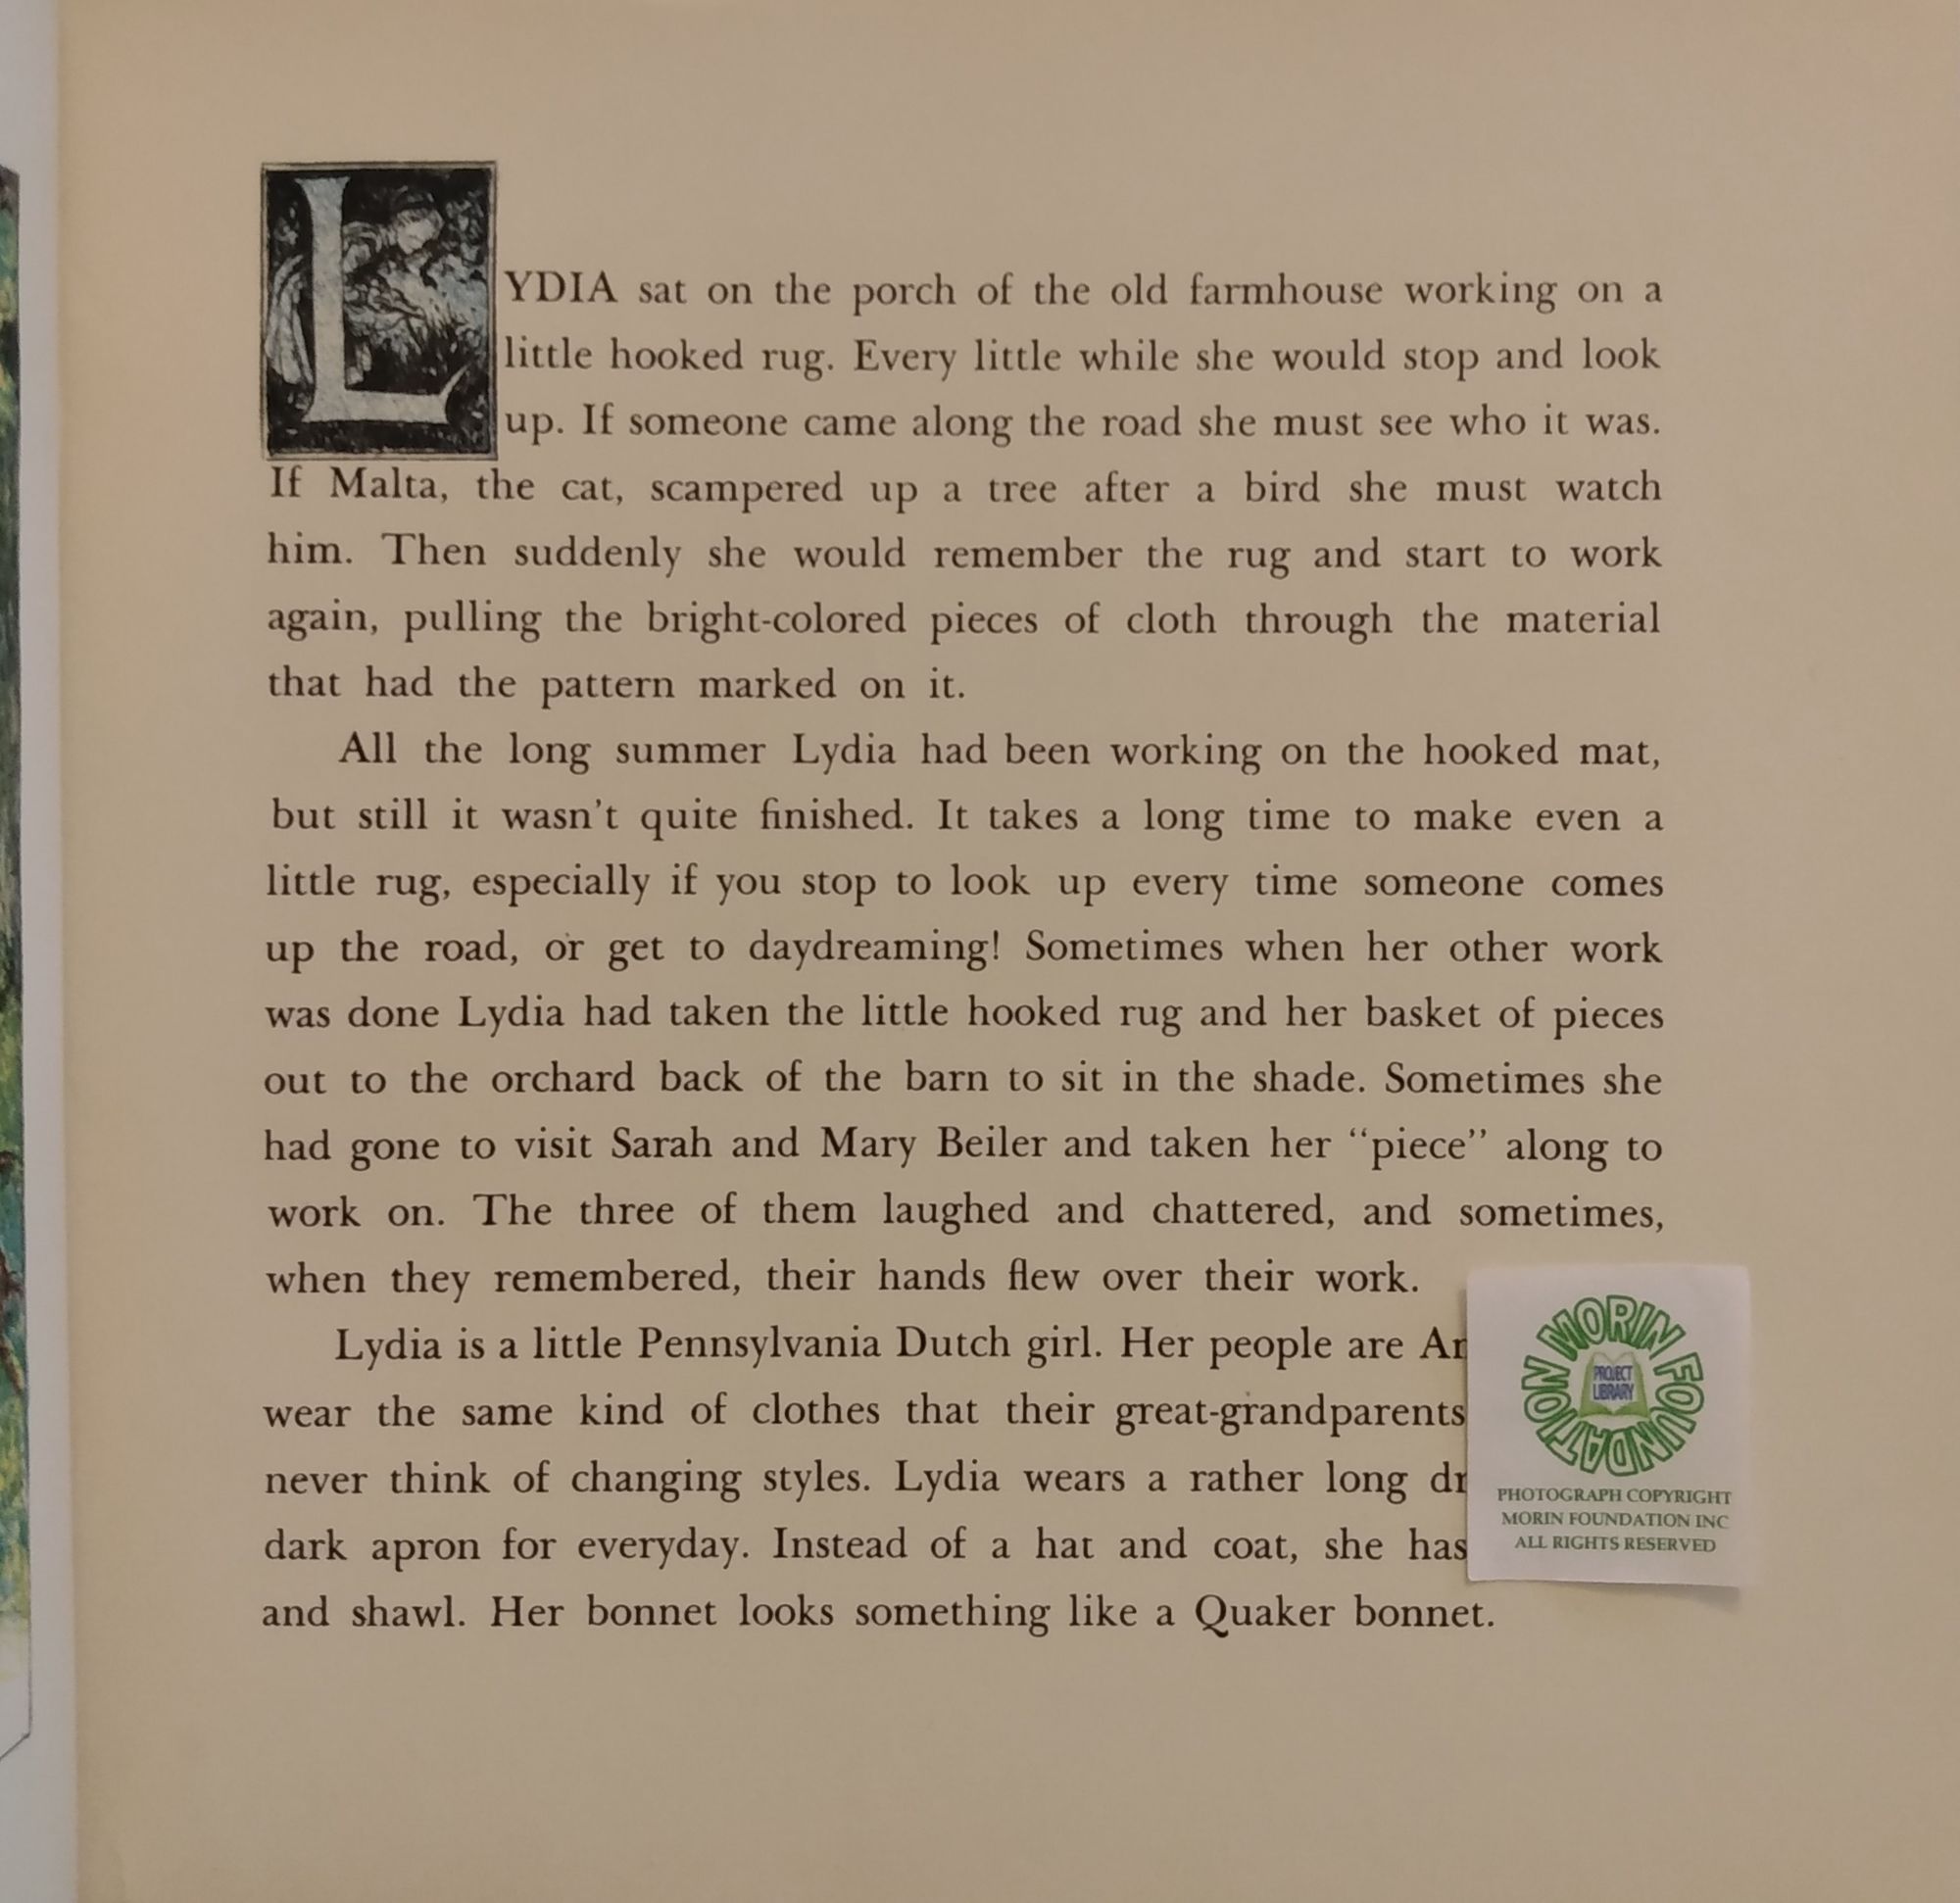 LYDIA sat on the porch of the old farmhouse working on a
little hooked rug. Every little while she would stop and look
up. If someone came along the road she must see who it was.
If Malta, the cat, scampered up a tree after a bird she must watch
him. Then suddenly she would remember the rug and start to work
again, pulling the bright-colored pieces of cloth through the material
that had the pattern marked on it.
All the long summer Lydia had been working on the hooked mat,
but still it wasn't quite finished. It takes a long time to make even a
little rug, especially if you stop to look up every time someone comes
up the road, or get to daydreaming! Sometimes when her other work
was done Lydia had taken the little hooked rug and her basket of pieces
out to the orchard back of the barn to sit in the shade. Sometimes she
had gone to visit Sarah and Mary Beiler and taken her “piece” along to
work on. The three of them laughed and chattered, and sometimes,
when they remembered, their hands flew over their work.
Lydia is a little Pennsylvania Dutch girl. Her people are
wear the same kind of clothes that their great-grandparents
never think of changing styles. Lydia wears a rather long
dark apron for everyday. Instead of a hat and coat, she has
and shawl. Her bonnet looks something like a Quaker bonnet.
MORIN FOUNDATION
PROJECT
LIBRARY
PHOTOGRAPH COPYRIGHT
MORIN FOUNDATION INC
ALL RIGHTS RESERVED